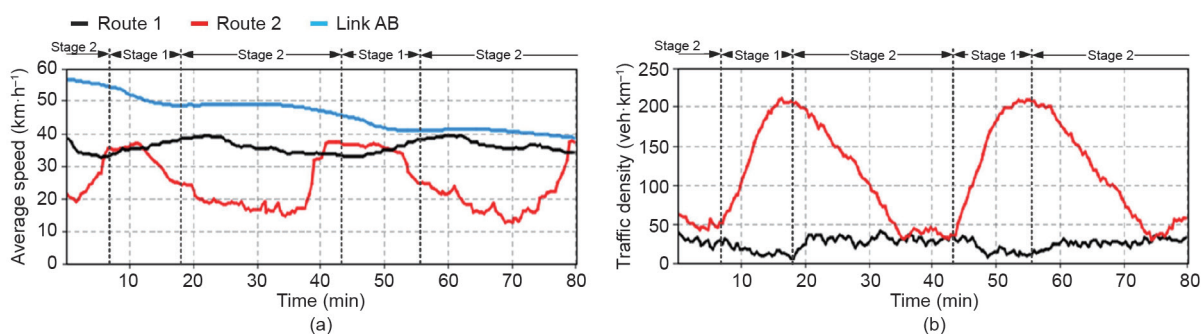 Route 1 Route 2 Link AB
Stage 2 Stage 1 Stage 2 Stage 1 Stage 2
60
50
40
30
20
10
0
Average speed (km·h⁻¹)
10 20 30 40 50 60 70 80
Time (min)
(a)
Stage 2 Stage 1 Stage 2 Stage 1 Stage 2
250
200
150
100
50
0
Traffic density (veh·km⁻¹)
10 20 30 40 50 60 70 80
Time (min)
(b)